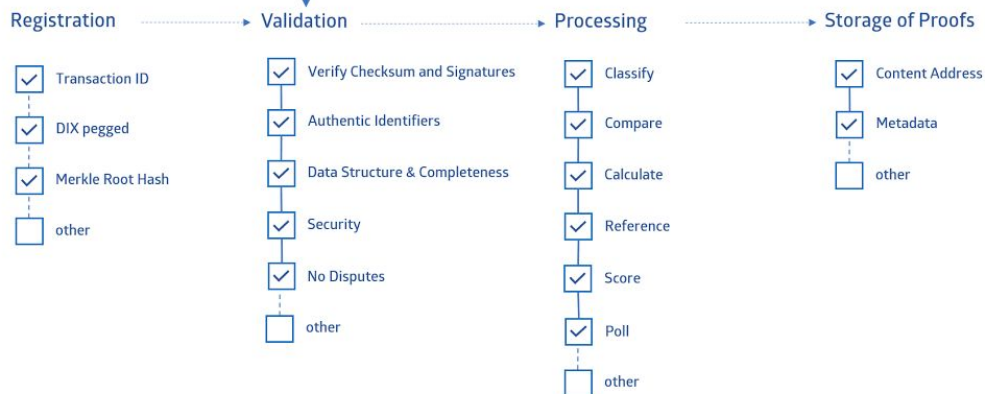 Registration
Validation
Processing
Storage of Proofs
Transaction ID
DIX pegged
Merkle Root Hash
other
Verify Checksum and Signatures
Authentic Identifiers
Data Structure & Completeness
Security
No Disputes
other
Classify
Compare
Calculate
Reference
Score
Poll
other
Content Address
Metadata
other